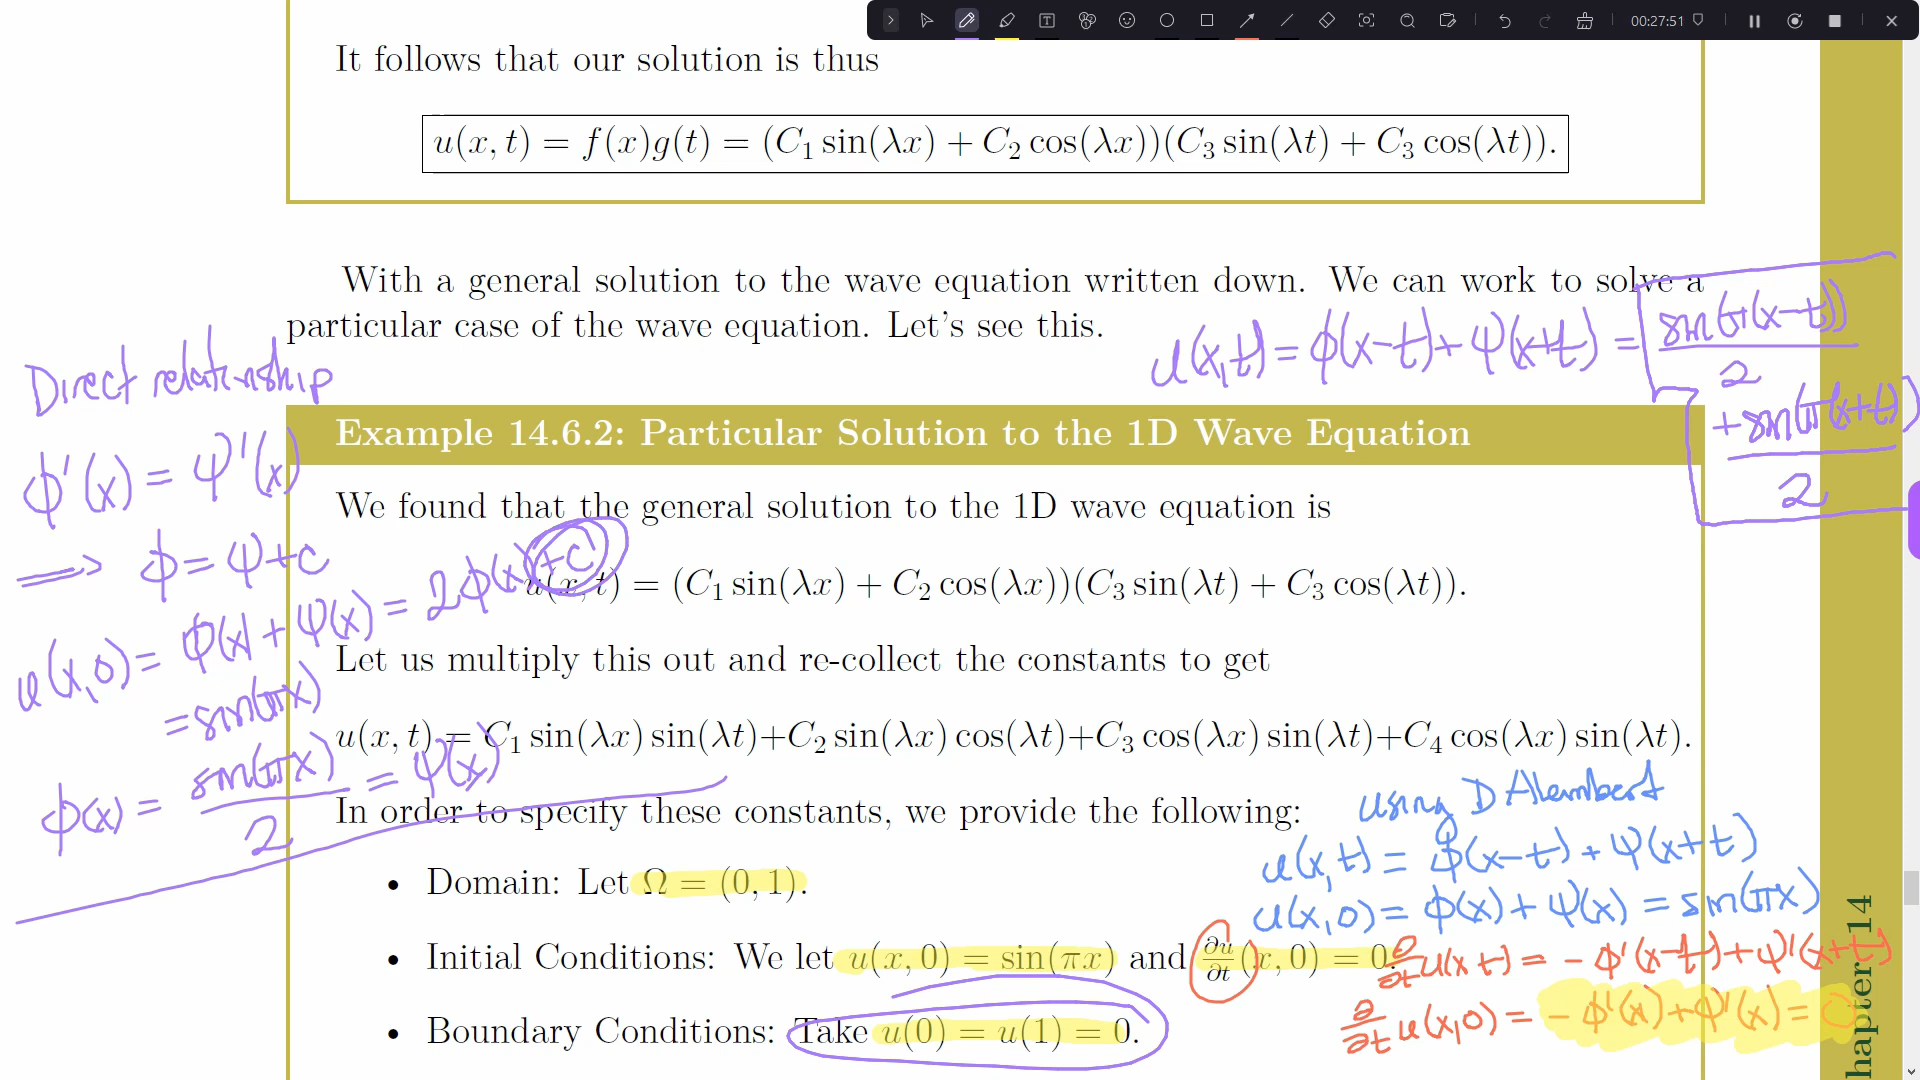 00:27:51
It follows that our solution is thus
u(x, t) = f(x)g(t) = (C₁ sin(λx) + C₂ cos(λx))(C₃ sin(λt) + C₃ cos(λt)).
With a general solution to the wave equation written down. We can work to solve a
particular case of the wave equation. Let's see this.
u(x,t) = ϕ(x-t) + ψ(x+t) = sin(π(x-t))/2
+ sin(π(x+t))/2
Direct relationship
ϕ'(x) = ψ'(x)
⟹ ϕ = ψ + c
u(x,0) = ϕ(x) + ψ(x) = 2ϕ(x) + c
= sin(πx)
ϕ(x) = sin(πx)/2 = ψ(x)
Example 14.6.2: Particular Solution to the 1D Wave Equation
We found that the general solution to the 1D wave equation is
u(x, t) = (C₁ sin(λx) + C₂ cos(λx))(C₃ sin(λt) + C₃ cos(λt)).
Let us multiply this out and re-collect the constants to get
u(x, t) = C₁ sin(λx) sin(λt)+C₂ sin(λx) cos(λt)+C₃ cos(λx) sin(λt)+C₄ cos(λx) sin(λt).
In order to specify these constants, we provide the following:
• Domain: Let Ω = (0, 1).
• Initial Conditions: We let u(x, 0) = sin(πx) and ∂u/∂t(x, 0) = 0.
• Boundary Conditions: Take u(0) = u(1) = 0.
using D Alembert
u(x,t) = ϕ(x-t) + ψ(x+t)
u(x,0) = ϕ(x) + ψ(x) = sin(πx)
∂/∂t u(x t) = - ϕ'(x-t) + ψ'(x+t)
∂/∂t u(x,0) = - ϕ'(x) + ψ'(x) = 0
hapter 14